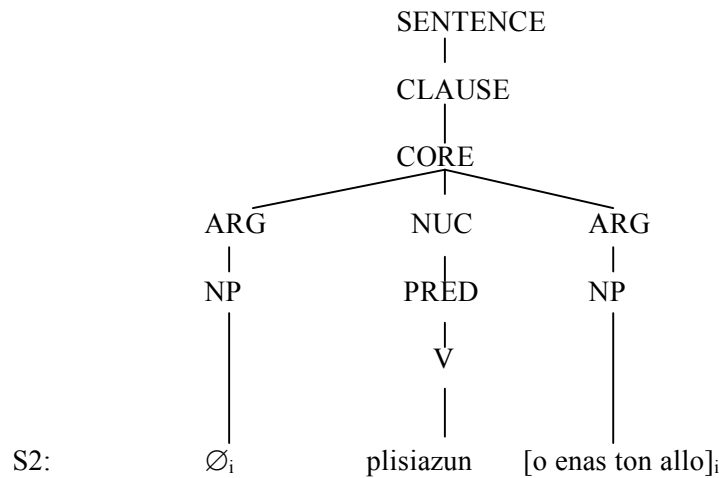 SENTENCE
CLAUSE
CORE
ARG NUC ARG
NP PRED NP
V
S2: ∅i plisiazun [o enas ton allo]i